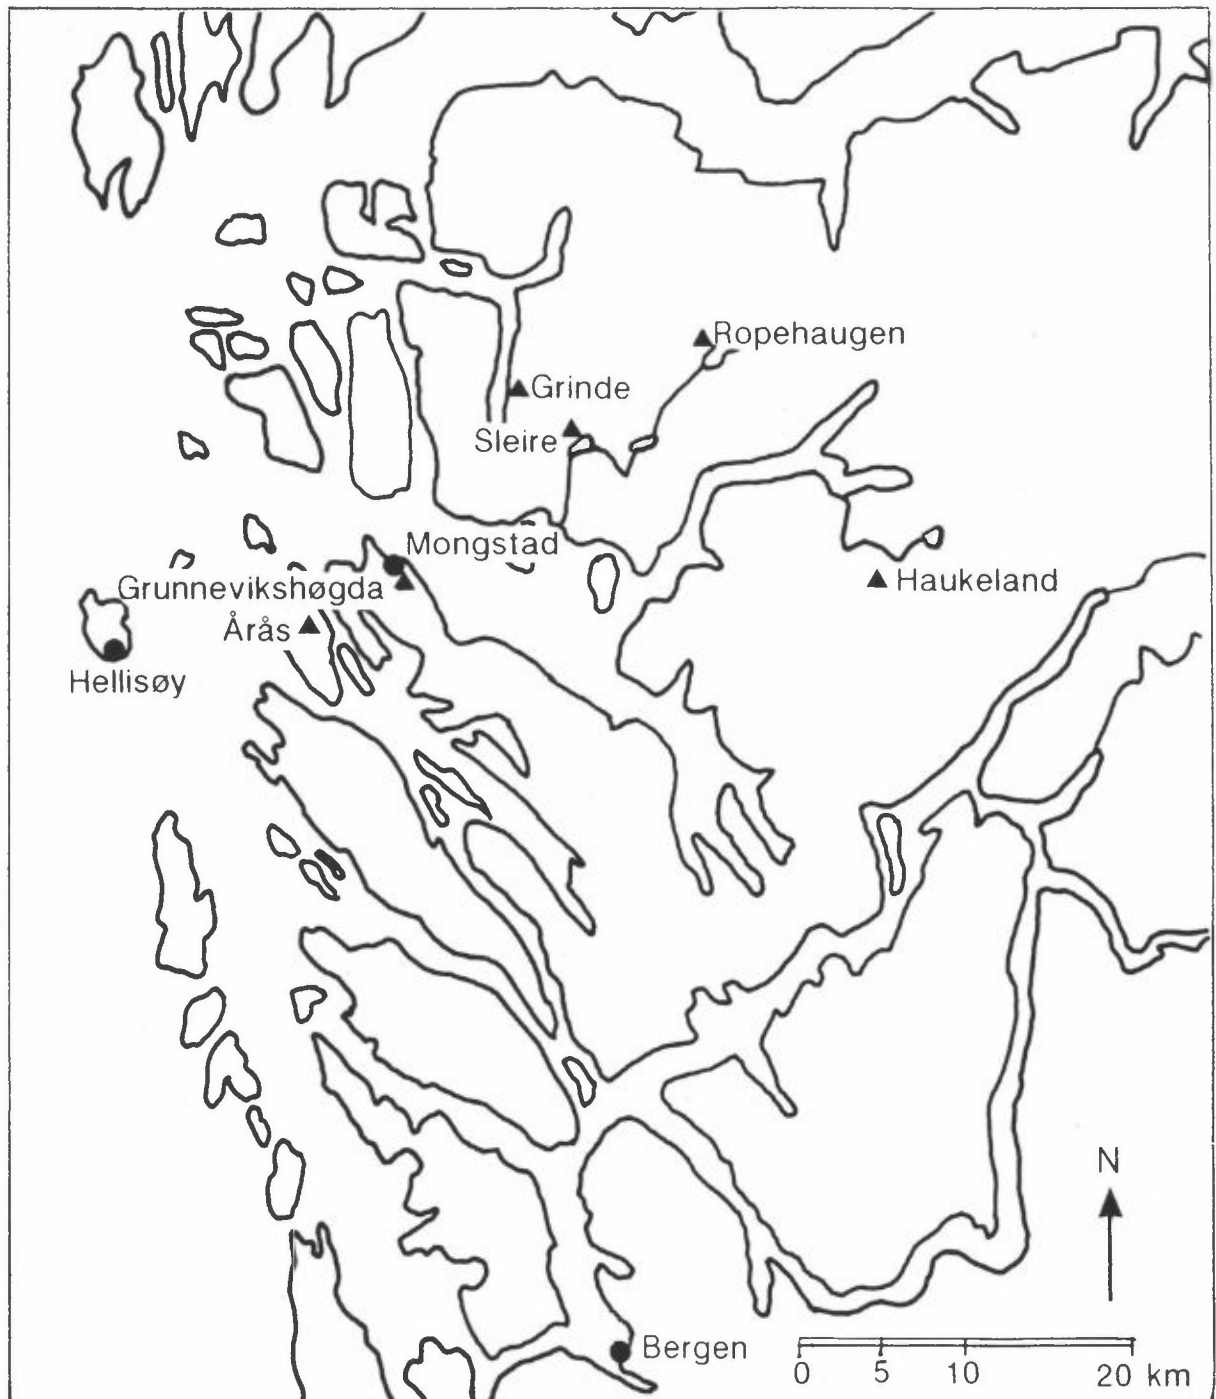 Ropehaugen
Grinde
Sleire
Mongstad
Grunnevikshøgda
Haukeland
Årås
Hellisøy
N
Bergen
0 5 10 20 km